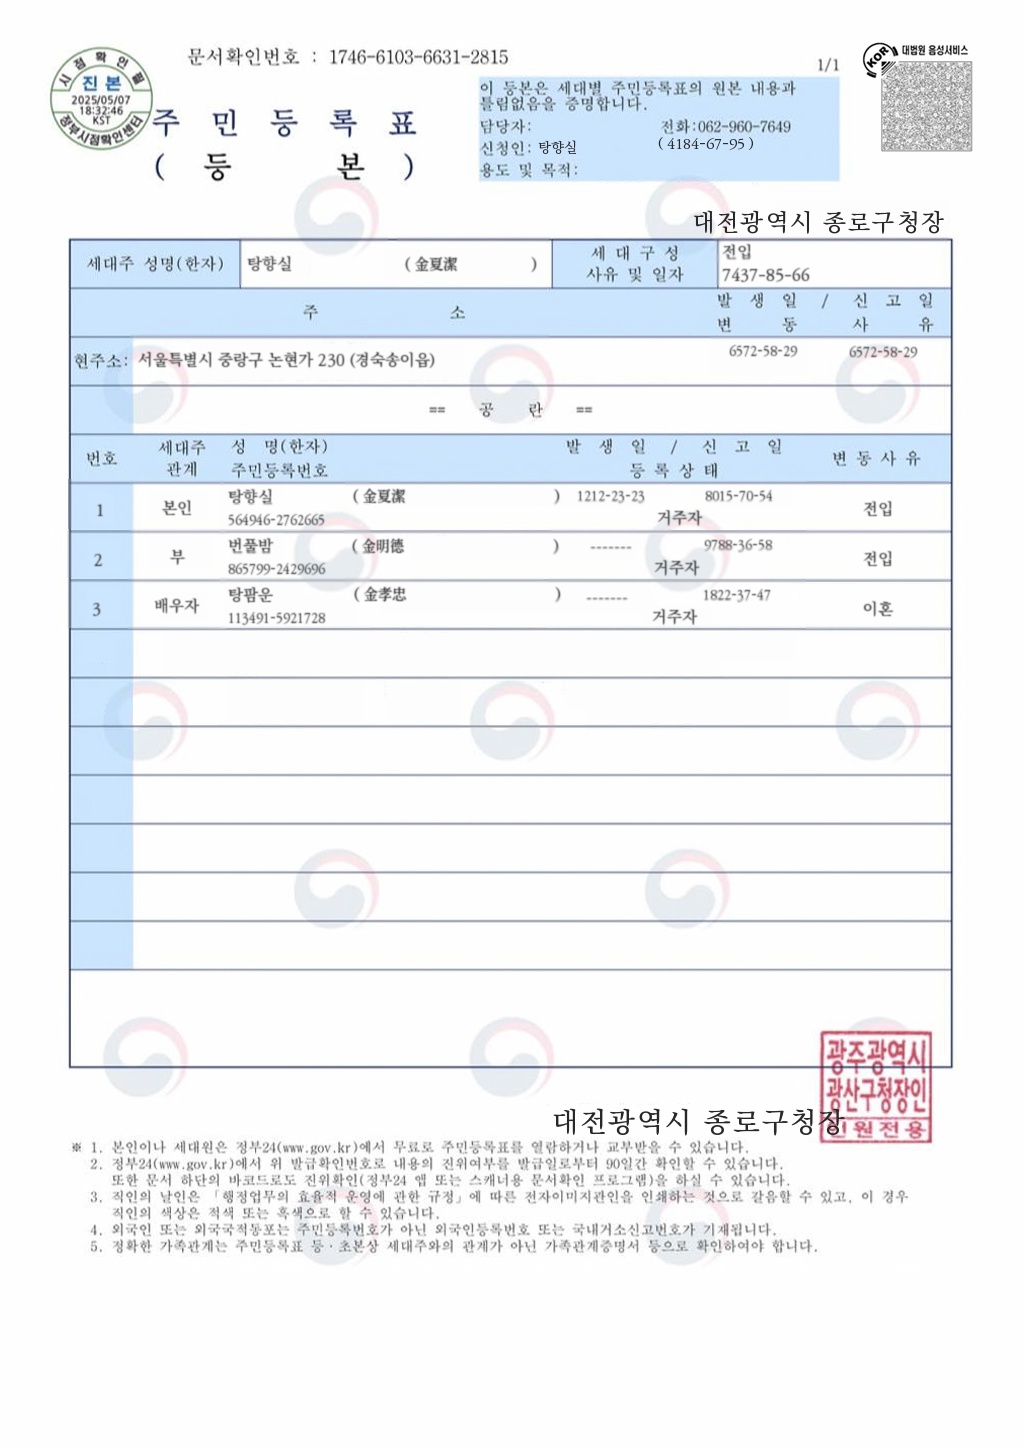 문서확인번호 : 1746-6103-6631-2815
시점확인필
진본
2025/05/07
18:32:46
KST
정부시점확인센터
1/1
KOR
대법원 음성서비스
주 민 등 록 표
( 등 본 )
이 등본은 세대별 주민등록표의 원본 내용과
틀림없음을 증명합니다.
담당자: 전화:062-960-7649
신청인: 탕향실 ( 4184-67-95 )
용도 및 목적:
대전광역시 종로구청장
세대주 성명(한자) 탕향실 ( 金夏潔 ) 세 대 구 성 전입
사유 및 일자 7437-85-66
주 소 발 생 일 / 신 고 일
변 동 사 유
현주소: 서울특별시 중랑구 논현가 230 (경숙송이읍) 6572-58-29 6572-58-29
== 공 란 ==
번호 세대주 성 명(한자) 발 생 일 / 신 고 일 변 동 사 유
관계 주민등록번호 등 록 상 태
1 본인 탕향실 ( 金夏潔 ) 1212-23-23 8015-70-54 전입
564946-2762665 거주자
2 부 번풀밤 ( 金明德 ) ------- 9788-36-58 전입
865799-2429696 거주자
3 배우자 탕팜운 ( 金孝忠 ) ------- 1822-37-47 이혼
113491-5921728 거주자
광주광역시
광산구청장인
민원전용
대전광역시 종로구청장
※ 1. 본인이나 세대원은 정부24(www.gov.kr)에서 무료로 주민등록표를 열람하거나 교부받을 수 있습니다.
2. 정부24(www.gov.kr)에서 위 발급확인번호로 내용의 진위여부를 발급일로부터 90일간 확인할 수 있습니다.
또한 문서 하단의 바코드로도 진위확인(정부24 앱 또는 스캐너용 문서확인 프로그램)을 하실 수 있습니다.
3. 직인의 날인은 「행정업무의 효율적 운영에 관한 규정」에 따른 전자이미지관인을 인쇄하는 것으로 갈음할 수 있고, 이 경우
직인의 색상은 적색 또는 흑색으로 할 수 있습니다.
4. 외국인 또는 외국국적동포는 주민등록번호가 아닌 외국인등록번호 또는 국내거소신고번호가 기재됩니다.
5. 정확한 가족관계는 주민등록표 등·초본상 세대주와의 관계가 아닌 가족관계증명서 등으로 확인하여야 합니다.